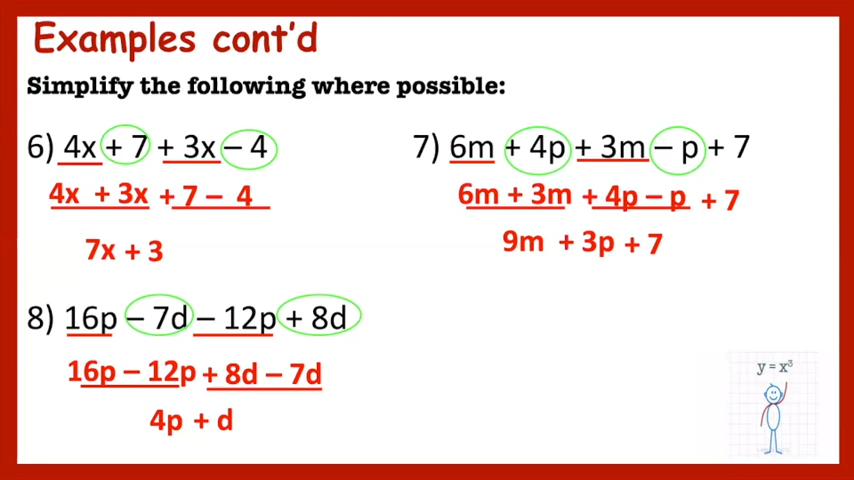 Examples cont'd
Simplify the following where possible:
6) 4x + 7 + 3x – 4
4x + 3x + 7 – 4
7x + 3
7) 6m + 4p + 3m – p + 7
6m + 3m + 4p – p + 7
9m + 3p + 7
8) 16p – 7d – 12p + 8d
16p – 12p + 8d – 7d
4p + d
y = x³